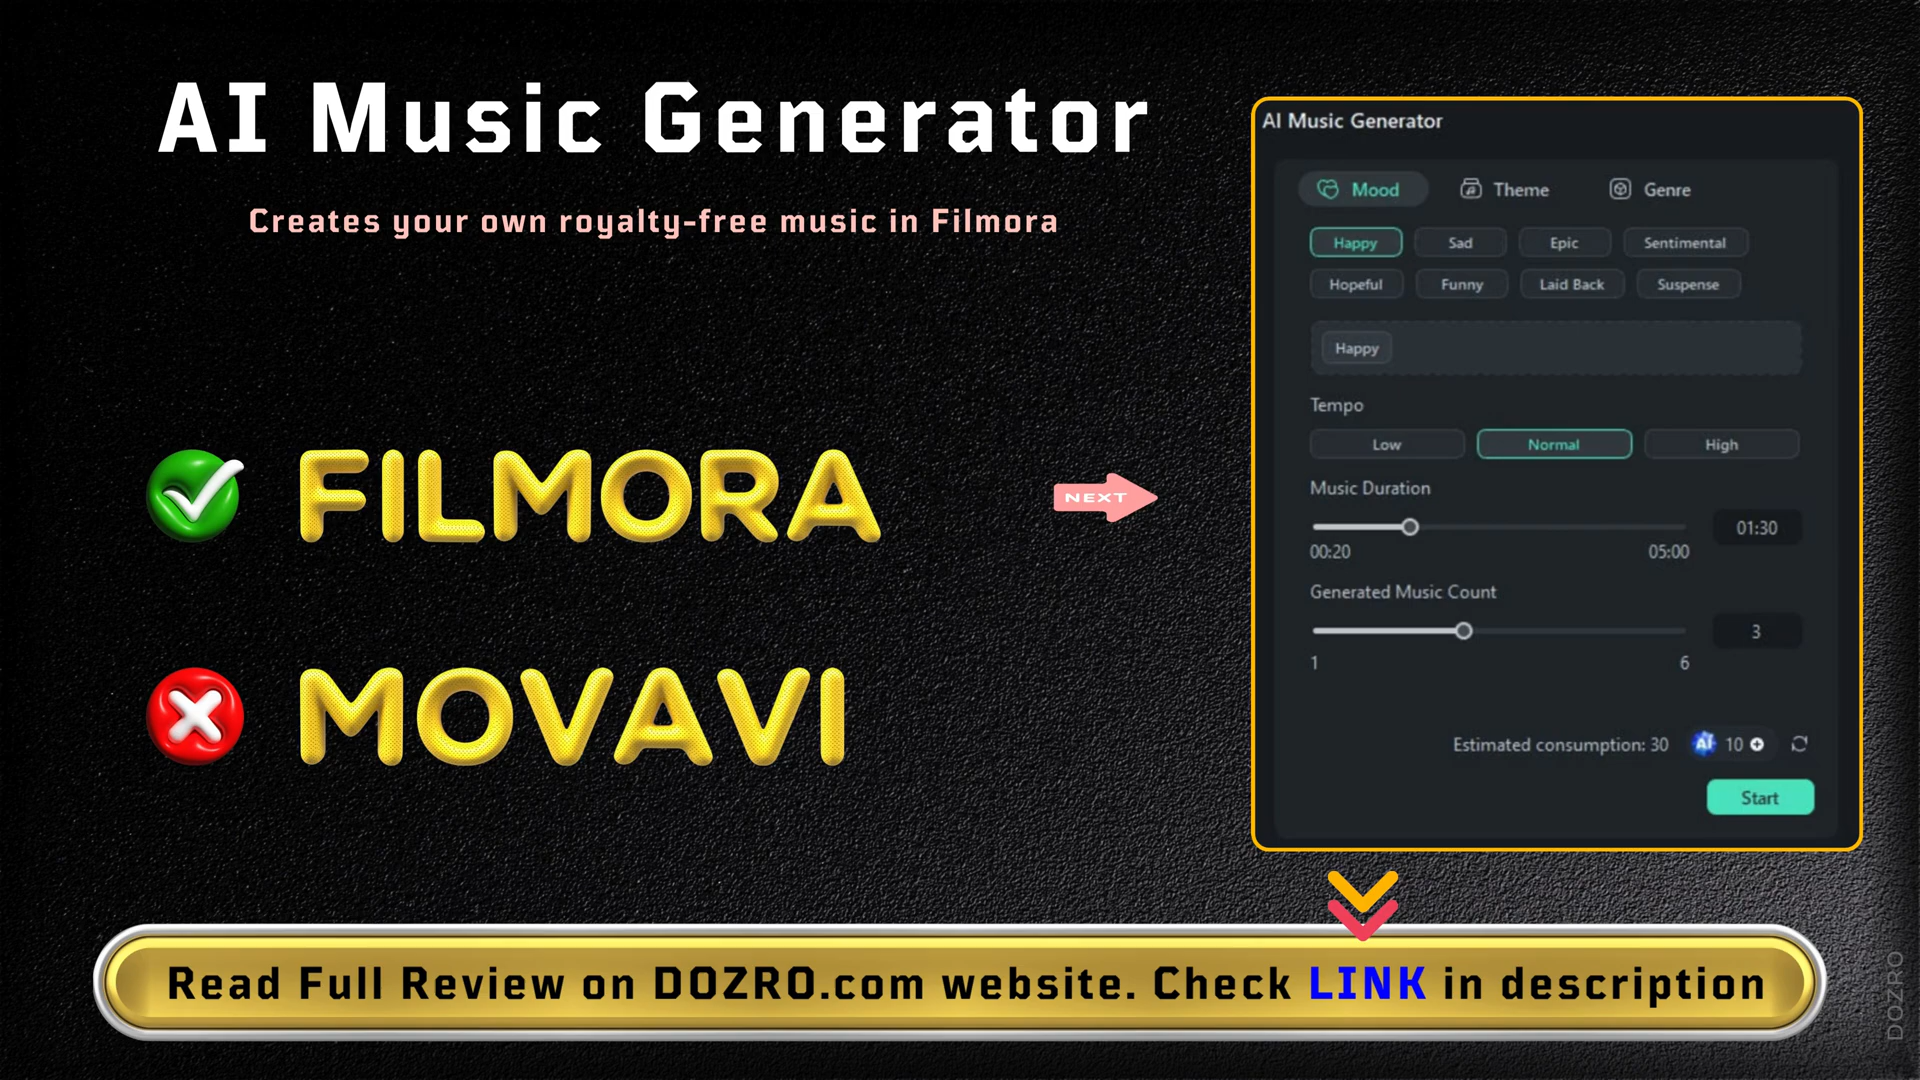 AI Music Generator
Creates your own royalty-free music in Filmora
FILMORA
NEXT
MOVAVI
AI Music Generator
Mood Theme Genre
Happy Sad Epic Sentimental
Hopeful Funny Laid Back Suspense
Happy
Tempo
Low Normal High
Music Duration
01:30
00:20 05:00
Generated Music Count
3
1 6
Estimated consumption: 30 AI 10
Start
Read Full Review on DOZRO.com website. Check LINK in description
DOZRO